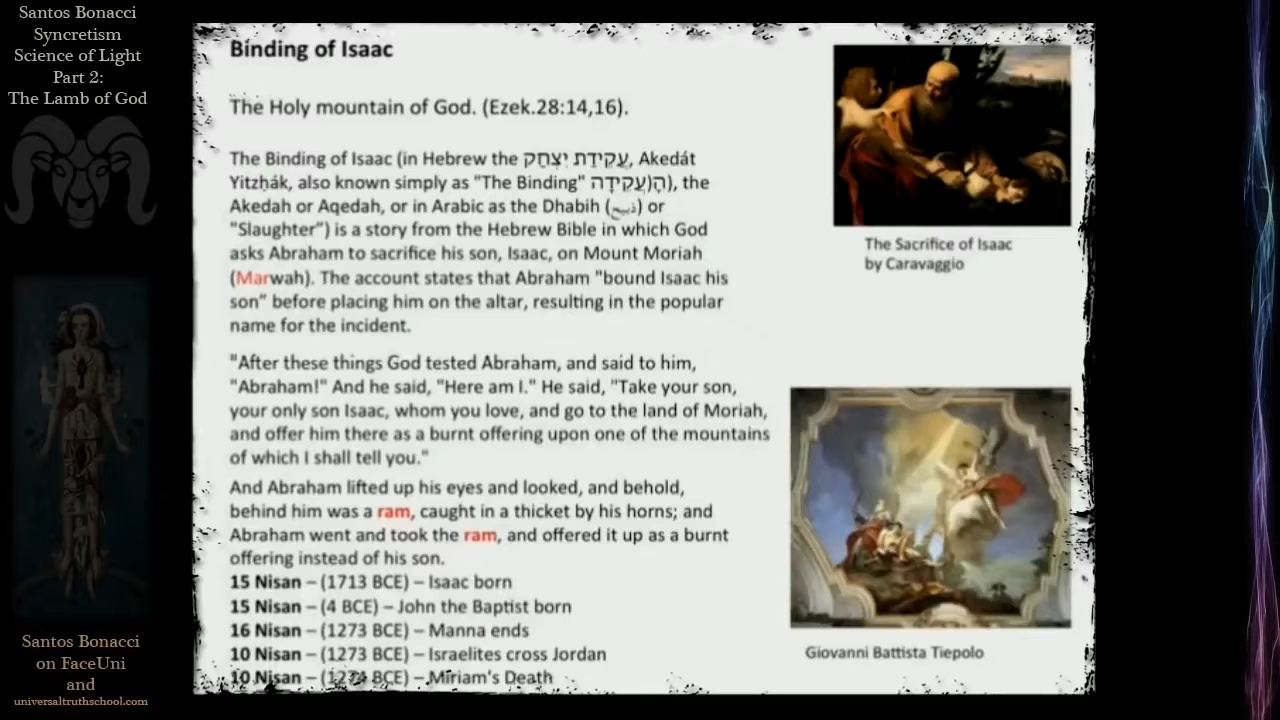 Santos Bonacci
Syncretism
Science of Light
Part 2:
The Lamb of God
Binding of Isaac
The Holy mountain of God. (Ezek.28:14,16).
The Binding of Isaac (in Hebrew the עֲקֵידַת יִצְחָק, Akedát
Yitzḥák, also known simply as "The Binding" הָ)עֲקֵידָה), the
Akedah or Aqedah, or in Arabic as the Dhabih (ذبيح) or
"Slaughter") is a story from the Hebrew Bible in which God
asks Abraham to sacrifice his son, Isaac, on Mount Moriah
(Marwah). The account states that Abraham "bound Isaac his
son" before placing him on the altar, resulting in the popular
name for the incident.
"After these things God tested Abraham, and said to him,
"Abraham!" And he said, "Here am I." He said, "Take your son,
your only son Isaac, whom you love, and go to the land of Moriah,
and offer him there as a burnt offering upon one of the mountains
of which I shall tell you."
And Abraham lifted up his eyes and looked, and behold,
behind him was a ram, caught in a thicket by his horns; and
Abraham went and took the ram, and offered it up as a burnt
offering instead of his son.
15 Nisan – (1713 BCE) – Isaac born
15 Nisan – (4 BCE) – John the Baptist born
16 Nisan – (1273 BCE) – Manna ends
10 Nisan – (1273 BCE) – Israelites cross Jordan
10 Nisan – (1274 BCE) – Miriam's Death
The Sacrifice of Isaac
by Caravaggio
Giovanni Battista Tiepolo
Santos Bonacci
on FaceUni
and
universaltruthschool.com